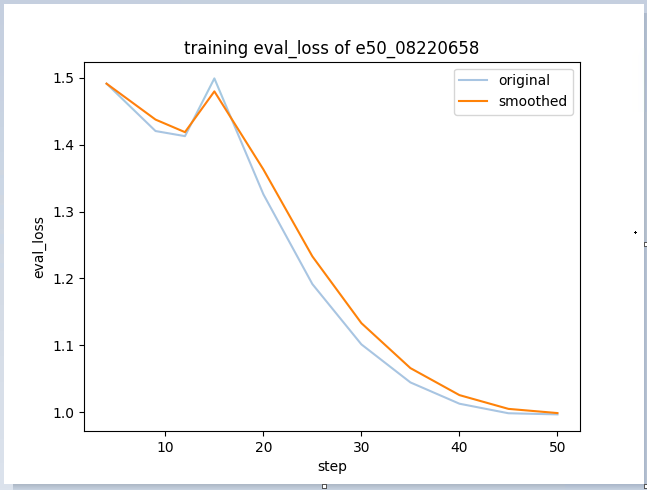 training eval_loss of e50_08220658
original
smoothed
1.5
1.4
1.3
1.2
1.1
1.0
eval_loss
10 20 30 40 50
step